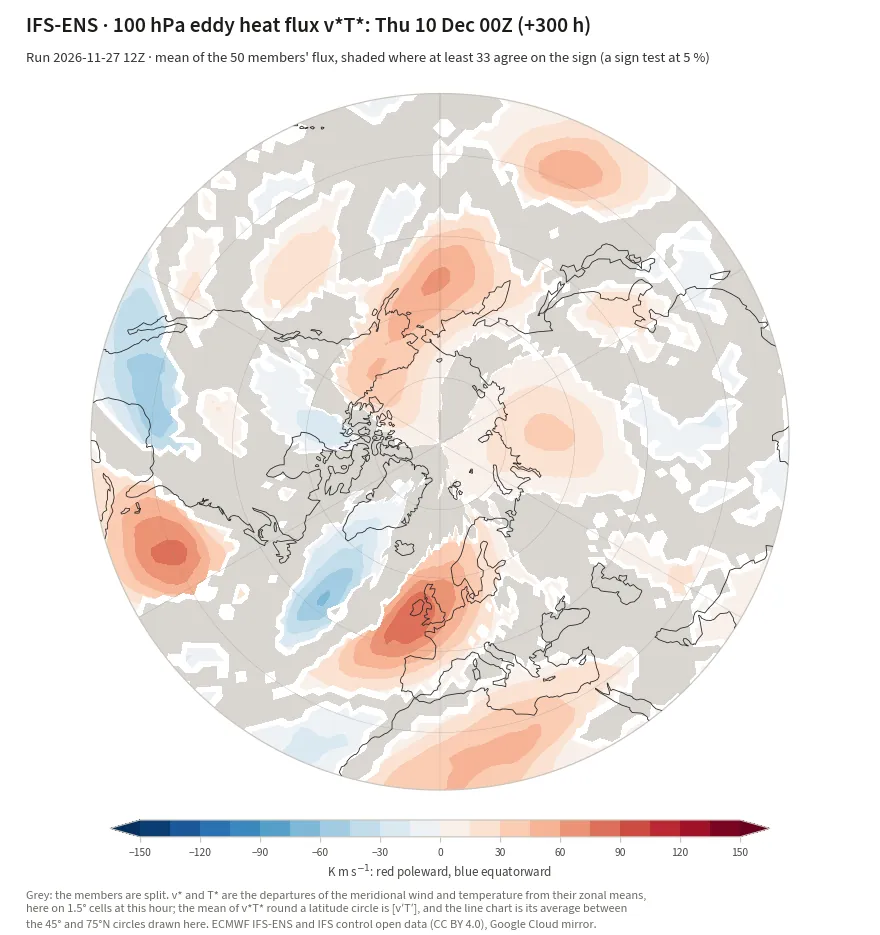 IFS-ENS · 100 hPa eddy heat flux v*T*: Thu 10 Dec 00Z (+300 h)
Run 2026-11-27 12Z · mean of the 50 members' flux, shaded where at least 33 agree on the sign (a sign test at 5 %)
−150 −120 −90 −60 −30 0 30 60 90 120 150
K m s⁻¹: red poleward, blue equatorward
Grey: the members are split. v* and T* are the departures of the meridional wind and temperature from their zonal means,
here on 1.5° cells at this hour; the mean of v*T* round a latitude circle is [v'T'], and the line chart is its average between
the 45° and 75°N circles drawn here. ECMWF IFS-ENS and IFS control open data (CC BY 4.0), Google Cloud mirror.